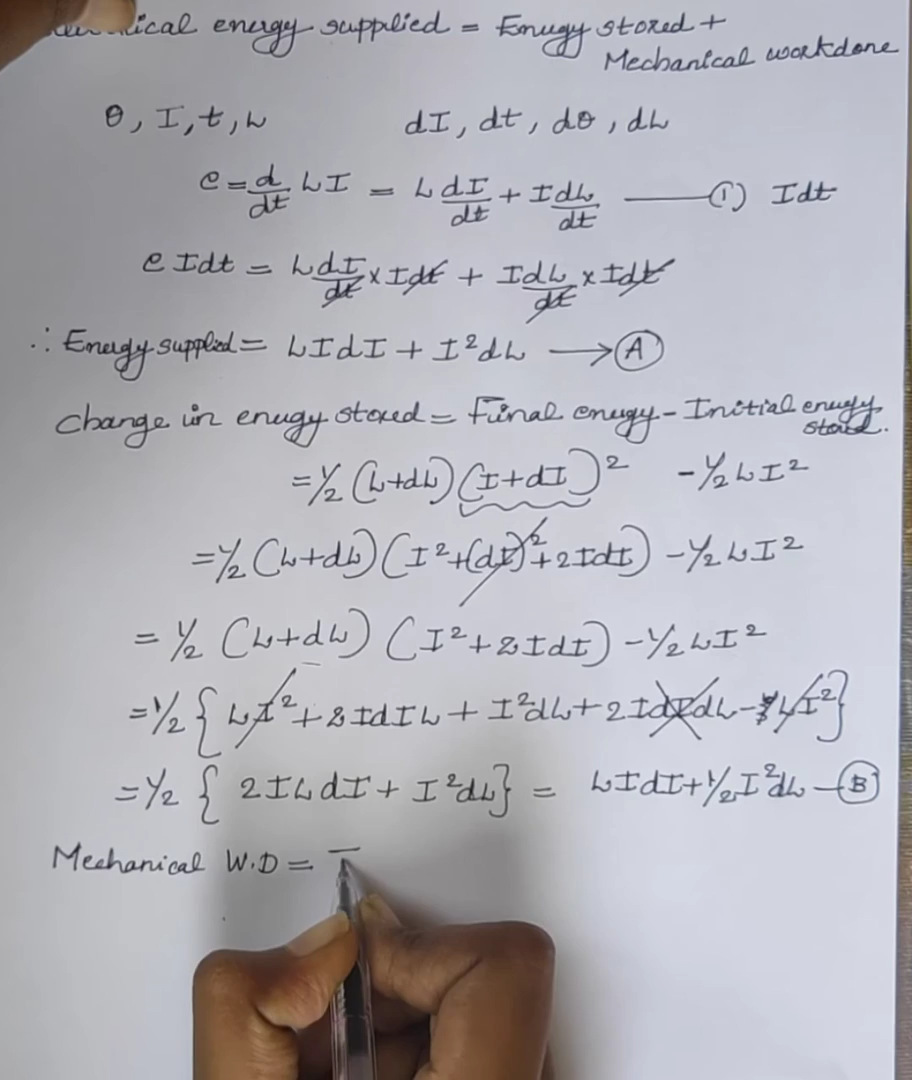 energy supplied = Energy stored +
Mechanical workdone
θ, I, t, L dI, dt, dθ, dL
e = d/dt LI = L dI/dt + I dL/dt —— ① Idt
e Idt = L dI/dt × Idt + I dL/dt × Idt
∴ Energy supplied = LIdI + I²dL → Ⓐ
Change in energy stored = Final energy - Initial energy stored.
= ½ (L+dL) (I+dI)² - ½ LI²
= ½ (L+dL) (I² + (dI)² + 2IdI) - ½ LI²
= ½ (L+dL) (I² + 2IdI) - ½ LI²
= ½ { LI² + 2IdIL + I²dL + 2IdIdL - LI² }
= ½ { 2ILdI + I²dL } = LIdI + ½ I²dL — Ⓑ
Mechanical W.D =